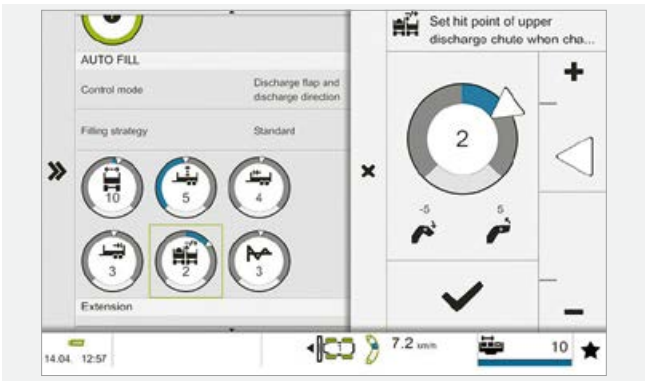 Set hit point of upper
discharge chute when cha...
AUTO FILL
Control mode
Discharge flap and
discharge direction
Filling strategy
Standard
10
5
4
3
2
3
Extension
2
-5
5
14.04.
12:57
7.2 km/h
10